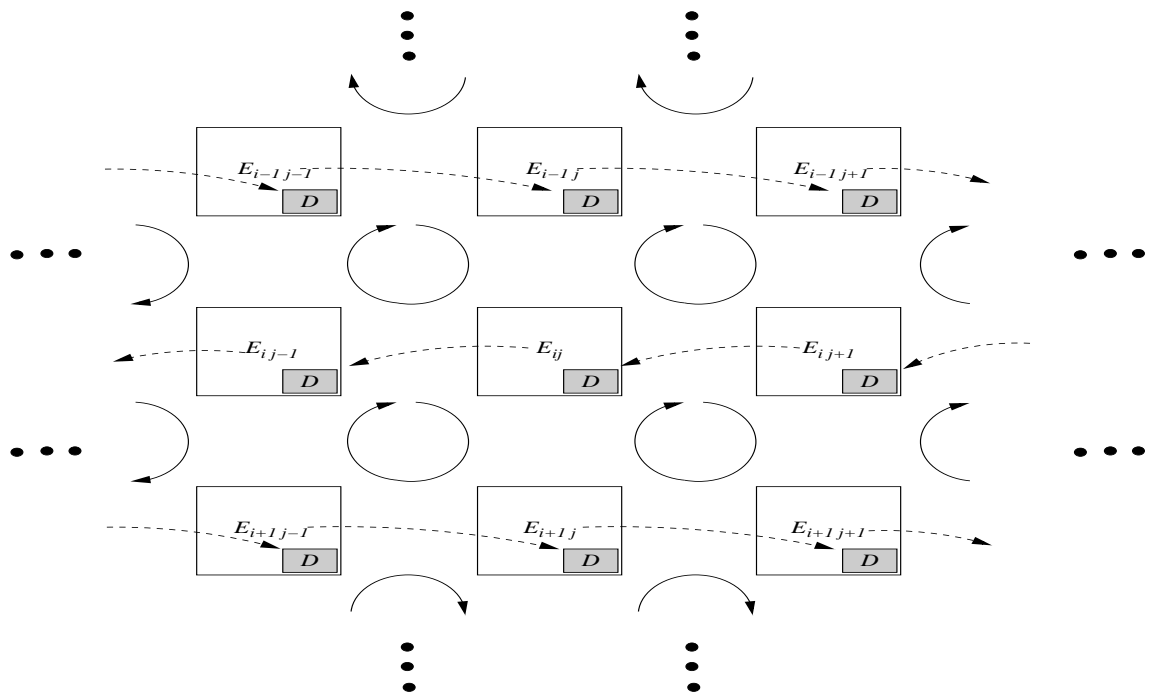 E_{i-1 j-1} E_{i-1 j} E_{i-1 j+1}
D D D
E_{i j-1} E_{ij} E_{i j+1}
D D D
E_{i+1 j-1} E_{i+1 j} E_{i+1 j+1}
D D D